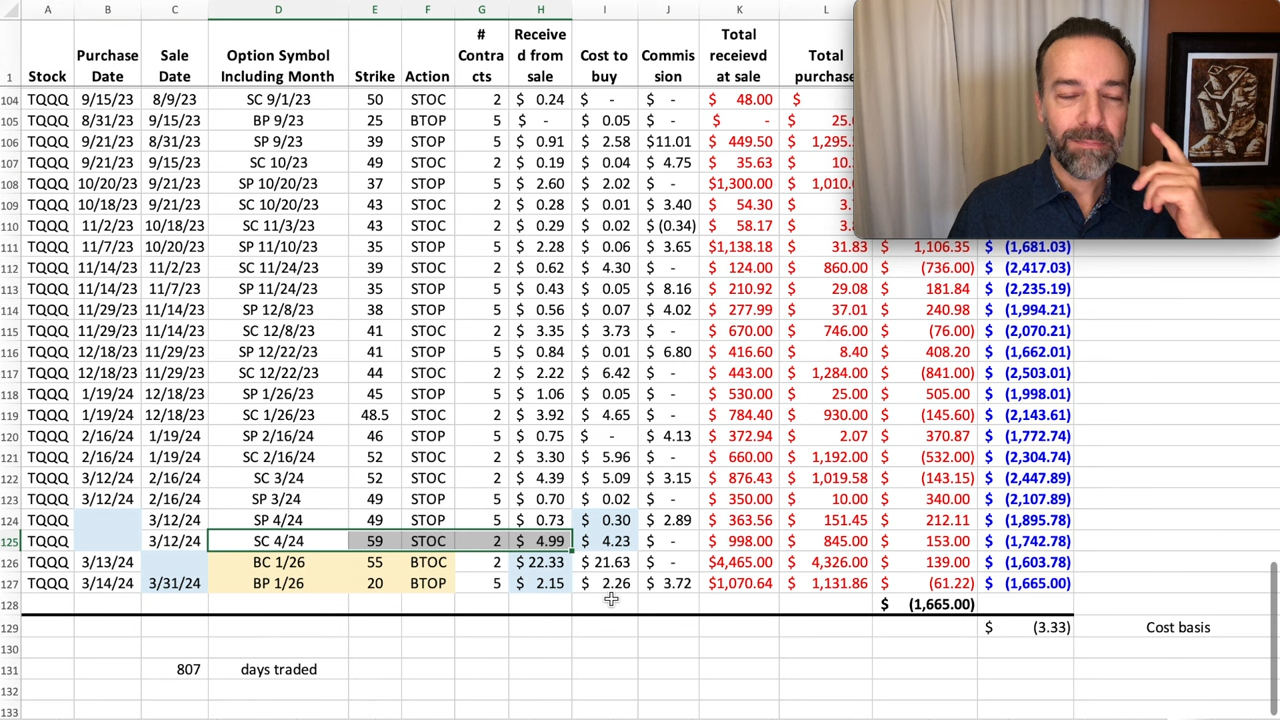 A B C D E F G H I J K L
1 Stock Purchase Date Sale Date Option Symbol Including Month Strike Action # Contra cts Receive d from sale Cost to buy Commis sion Total receievd at sale Total purchase
104 TQQQ 9/15/23 8/9/23 SC 9/1/23 50 STOC 2 $ 0.24 $ - $ - $ 48.00 $
105 TQQQ 8/31/23 9/15/23 BP 9/23 25 BTOP 5 $ - $ 0.05 $ - $ - $ 25.
106 TQQQ 9/21/23 8/31/23 SP 9/23 39 STOP 5 $ 0.91 $ 2.58 $11.01 $ 449.50 $ 1,295.
107 TQQQ 9/21/23 9/15/23 SC 10/23 49 STOC 2 $ 0.19 $ 0.04 $ 4.75 $ 35.63 $ 10.
108 TQQQ 10/20/23 9/21/23 SP 10/20/23 37 STOP 5 $ 2.60 $ 2.02 $ - $1,300.00 $ 1,010.
109 TQQQ 10/18/23 9/21/23 SC 10/20/23 43 STOC 2 $ 0.28 $ 0.01 $ 3.40 $ 54.30 $ 3.
110 TQQQ 11/2/23 10/18/23 SC 11/3/23 43 STOC 2 $ 0.29 $ 0.02 $ (0.34) $ 58.17 $ 3.
111 TQQQ 11/7/23 10/20/23 SP 11/10/23 35 STOP 5 $ 2.28 $ 0.06 $ 3.65 $1,138.18 $ 31.83 $ 1,106.35 $ (1,681.03)
112 TQQQ 11/14/23 11/2/23 SC 11/24/23 39 STOC 2 $ 0.62 $ 4.30 $ - $ 124.00 $ 860.00 $ (736.00) $ (2,417.03)
113 TQQQ 11/14/23 11/7/23 SP 11/24/23 35 STOP 5 $ 0.43 $ 0.05 $ 8.16 $ 210.92 $ 29.08 $ 181.84 $ (2,235.19)
114 TQQQ 11/29/23 11/14/23 SP 12/8/23 38 STOP 5 $ 0.56 $ 0.07 $ 4.02 $ 277.99 $ 37.01 $ 240.98 $ (1,994.21)
115 TQQQ 11/29/23 11/14/23 SC 12/8/23 41 STOC 2 $ 3.35 $ 3.73 $ - $ 670.00 $ 746.00 $ (76.00) $ (2,070.21)
116 TQQQ 12/18/23 11/29/23 SP 12/22/23 41 STOP 5 $ 0.84 $ 0.01 $ 6.80 $ 416.60 $ 8.40 $ 408.20 $ (1,662.01)
117 TQQQ 12/18/23 11/29/23 SC 12/22/23 44 STOC 2 $ 2.22 $ 6.42 $ - $ 443.00 $ 1,284.00 $ (841.00) $ (2,503.01)
118 TQQQ 1/19/24 12/18/23 SP 1/26/23 45 STOP 5 $ 1.06 $ 0.05 $ - $ 530.00 $ 25.00 $ 505.00 $ (1,998.01)
119 TQQQ 1/19/24 12/18/23 SC 1/26/23 48.5 STOC 2 $ 3.92 $ 4.65 $ - $ 784.40 $ 930.00 $ (145.60) $ (2,143.61)
120 TQQQ 2/16/24 1/19/24 SP 2/16/24 46 STOP 5 $ 0.75 $ - $ 4.13 $ 372.94 $ 2.07 $ 370.87 $ (1,772.74)
121 TQQQ 2/16/24 1/19/24 SC 2/16/24 52 STOC 2 $ 3.30 $ 5.96 $ - $ 660.00 $ 1,192.00 $ (532.00) $ (2,304.74)
122 TQQQ 3/12/24 2/16/24 SC 3/24 52 STOC 2 $ 4.39 $ 5.09 $ 3.15 $ 876.43 $ 1,019.58 $ (143.15) $ (2,447.89)
123 TQQQ 3/12/24 2/16/24 SP 3/24 49 STOP 5 $ 0.70 $ 0.02 $ - $ 350.00 $ 10.00 $ 340.00 $ (2,107.89)
124 TQQQ 3/12/24 SP 4/24 49 STOP 5 $ 0.73 $ 0.30 $ 2.89 $ 363.56 $ 151.45 $ 212.11 $ (1,895.78)
125 TQQQ 3/12/24 SC 4/24 59 STOC 2 $ 4.99 $ 4.23 $ - $ 998.00 $ 845.00 $ 153.00 $ (1,742.78)
126 TQQQ 3/13/24 BC 1/26 55 BTOC 2 $ 22.33 $ 21.63 $ - $4,465.00 $ 4,326.00 $ 139.00 $ (1,603.78)
127 TQQQ 3/14/24 3/31/24 BP 1/26 20 BTOP 5 $ 2.15 $ 2.26 $ 3.72 $1,070.64 $ 1,131.86 $ (61.22) $ (1,665.00)
128 $ (1,665.00)
129 $ (3.33) Cost basis
130
131 807 days traded
132
133